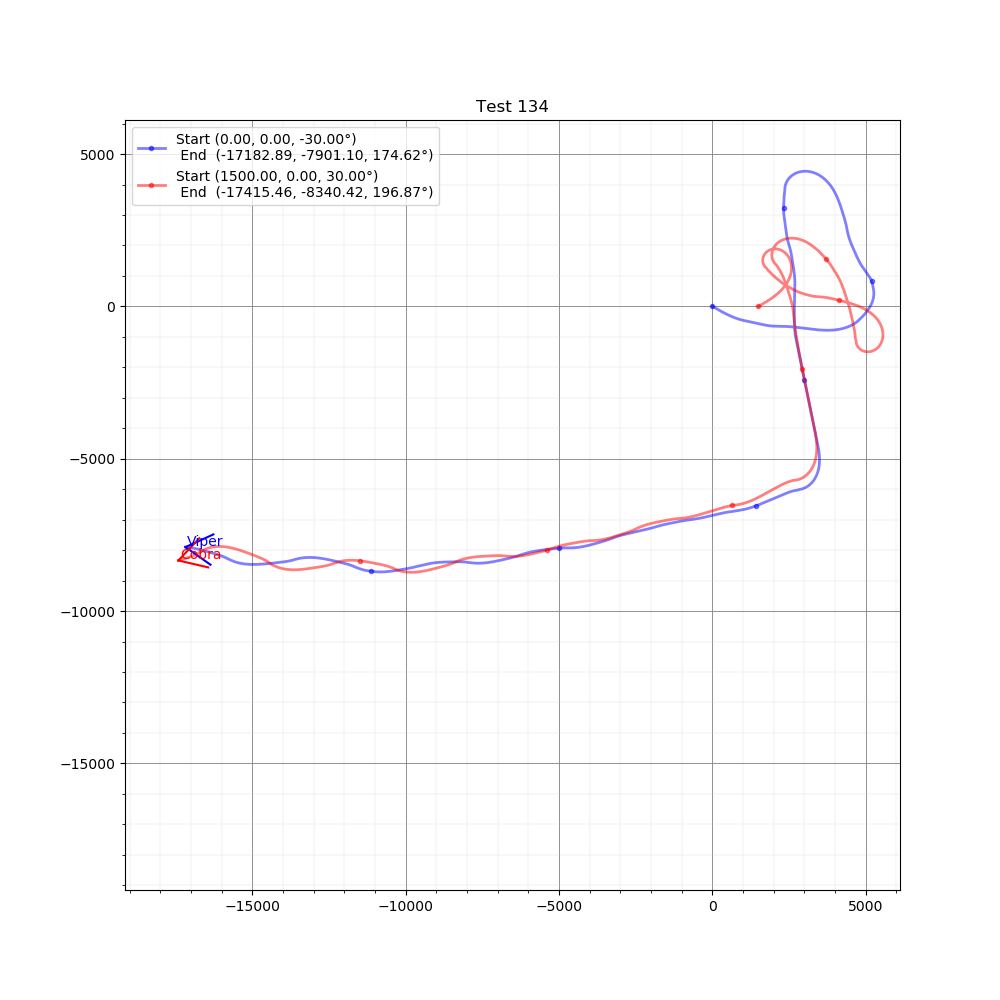 Test 134
Start (0.00, 0.00, -30.00°)
End (-17182.89, -7901.10, 174.62°)
Start (1500.00, 0.00, 30.00°)
End (-17415.46, -8340.42, 196.87°)
5000
0
−5000
−10000
−15000
Viper
Cobra
−15000
−10000
−5000
0
5000